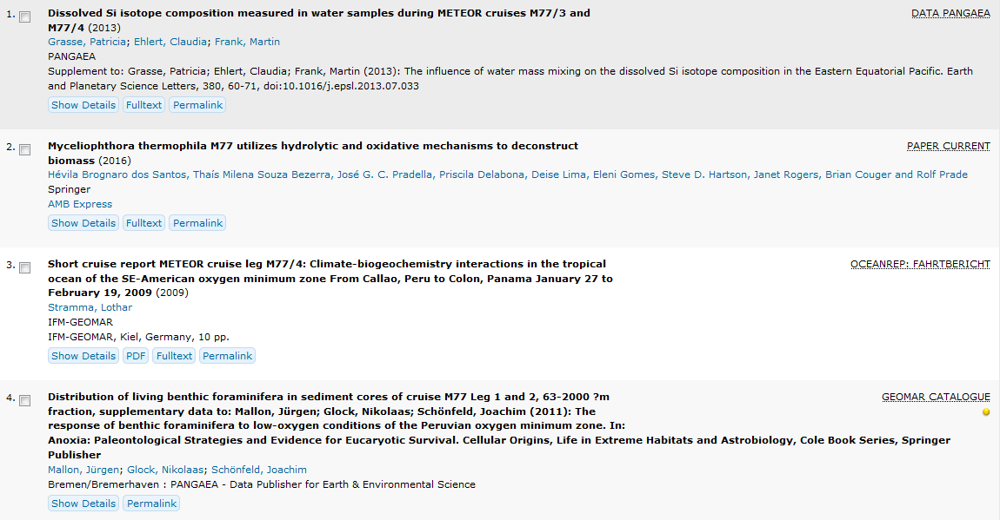 1. Dissolved Si isotope composition measured in water samples during METEOR cruises M77/3 and DATA PANGAEA
M77/4 (2013)
Grasse, Patricia; Ehlert, Claudia; Frank, Martin
PANGAEA
Supplement to: Grasse, Patricia; Ehlert, Claudia; Frank, Martin (2013): The influence of water mass mixing on the dissolved Si isotope composition in the Eastern Equatorial Pacific. Earth
and Planetary Science Letters, 380, 60-71, doi:10.1016/j.epsl.2013.07.033
Show Details Fulltext Permalink
2. Myceliophthora thermophila M77 utilizes hydrolytic and oxidative mechanisms to deconstruct PAPER CURRENT
biomass (2016)
Hévila Brognaro dos Santos, Thaís Milena Souza Bezerra, José G. C. Pradella, Priscila Delabona, Deise Lima, Eleni Gomes, Steve D. Hartson, Janet Rogers, Brian Couger and Rolf Prade
Springer
AMB Express
Show Details Fulltext Permalink
3. Short cruise report METEOR cruise leg M77/4: Climate-biogeochemistry interactions in the tropical OCEANREP: FAHRTBERICHT
ocean of the SE-American oxygen minimum zone From Callao, Peru to Colon, Panama January 27 to
February 19, 2009 (2009)
Stramma, Lothar
IFM-GEOMAR
IFM-GEOMAR, Kiel, Germany, 10 pp.
Show Details PDF Fulltext Permalink
4. Distribution of living benthic foraminifera in sediment cores of cruise M77 Leg 1 and 2, 63-2000 ?m GEOMAR CATALOGUE
fraction, supplementary data to: Mallon, Jürgen; Glock, Nikolaas; Schönfeld, Joachim (2011): The
response of benthic foraminifera to low-oxygen conditions of the Peruvian oxygen minimum zone. In:
Anoxia: Paleontological Strategies and Evidence for Eucaryotic Survival. Cellular Origins, Life in Extreme Habitats and Astrobiology, Cole Book Series, Springer
Publisher
Mallon, Jürgen; Glock, Nikolaas; Schönfeld, Joachim
Bremen/Bremerhaven : PANGAEA - Data Publisher for Earth & Environmental Science
Show Details Permalink